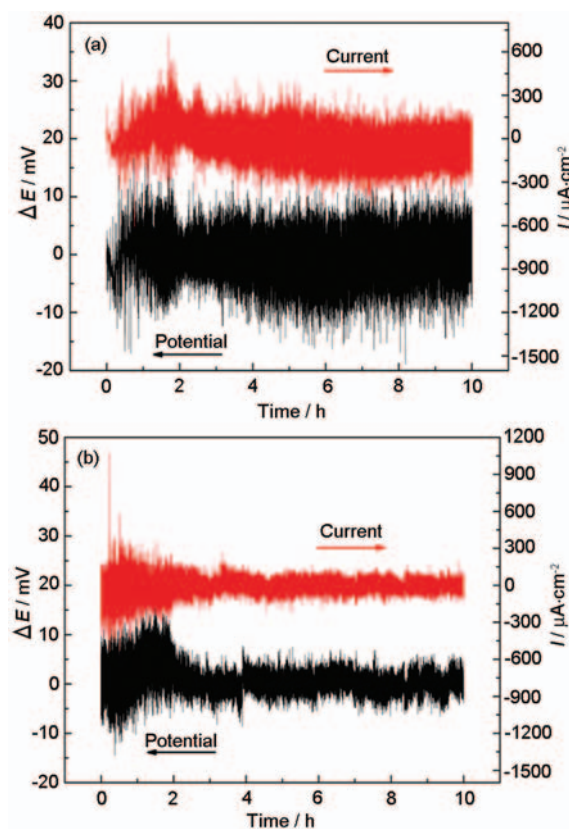 (a)
Current
Potential
40
30
20
10
0
-10
-20
ΔE / mV
600
300
0
-300
-600
-900
-1200
-1500
I / μA·cm-2
0 2 4 6 8 10
Time / h
(b)
Current
Potential
50
40
30
20
10
0
-10
-20
ΔE / mV
1200
900
600
300
0
-300
-600
-900
-1200
-1500
I / μA·cm-2
0 2 4 6 8 10
Time / h